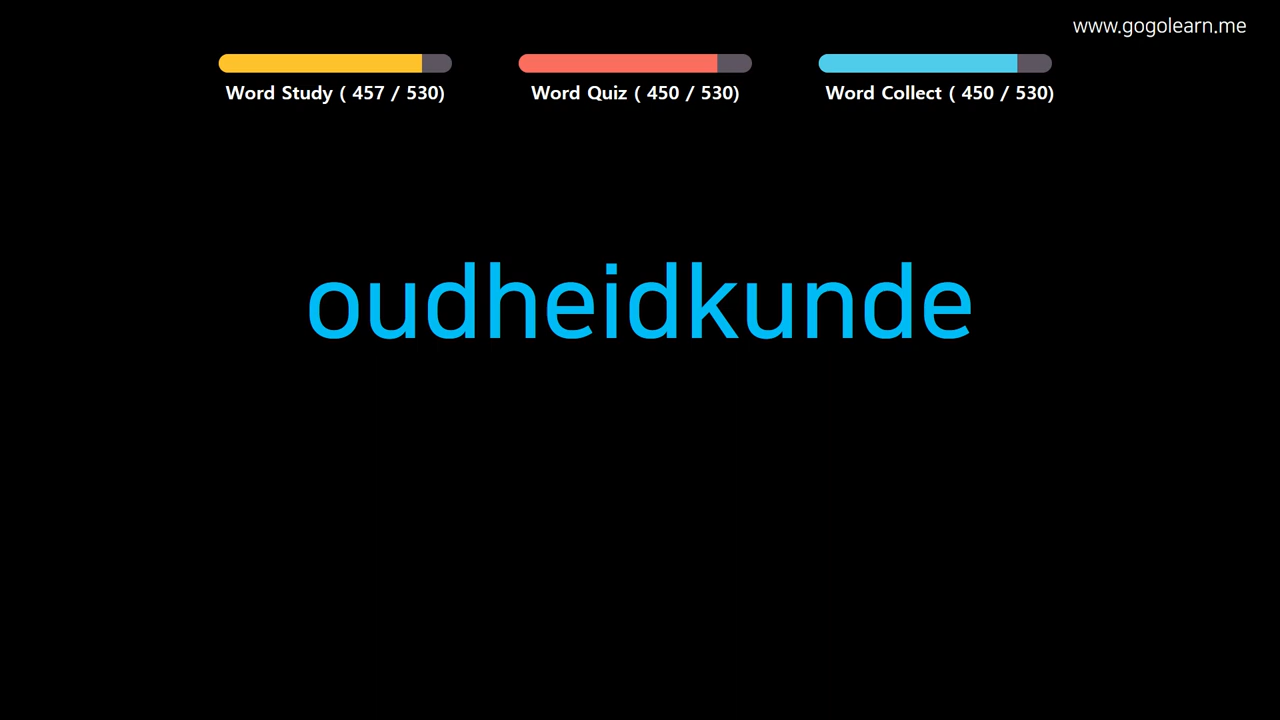 www.gogolearn.me
Word Study ( 457 / 530)
Word Quiz ( 450 / 530)
Word Collect ( 450 / 530)
oudheidkunde